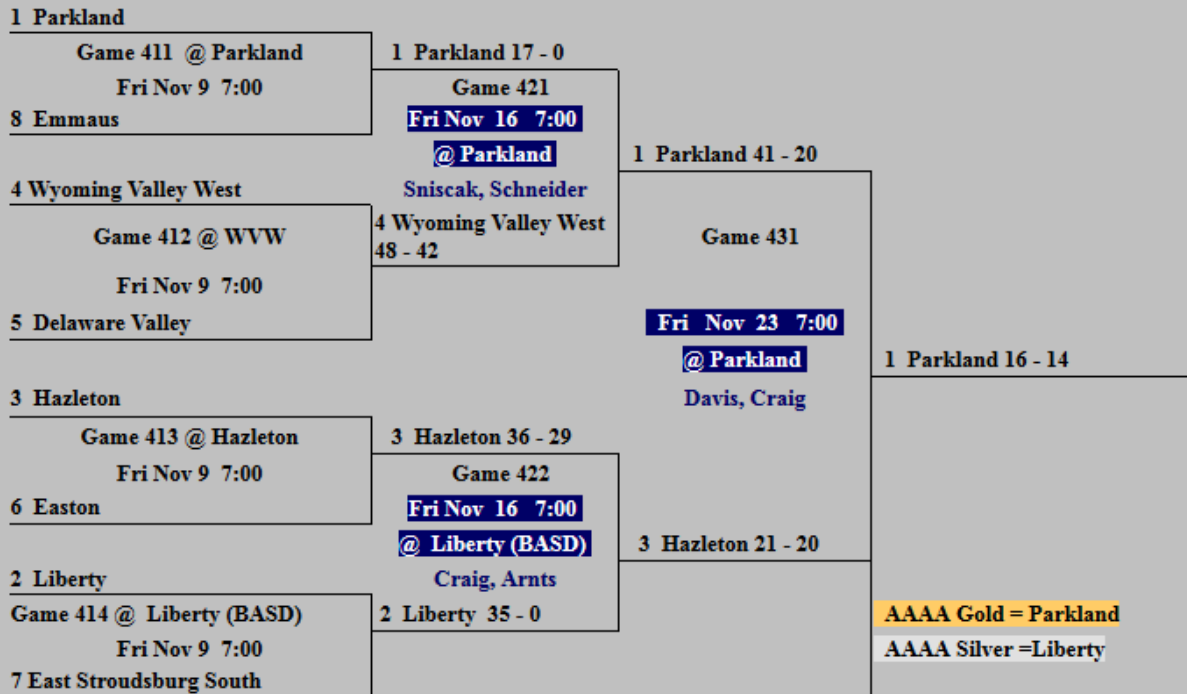 1 Parkland
Game 411 @ Parkland
Fri Nov 9 7:00
8 Emmaus
4 Wyoming Valley West
Game 412 @ WVW
Fri Nov 9 7:00
5 Delaware Valley
3 Hazleton
Game 413 @ Hazleton
Fri Nov 9 7:00
6 Easton
2 Liberty
Game 414 @ Liberty (BASD)
Fri Nov 9 7:00
7 East Stroudsburg South
1 Parkland 17 - 0
Game 421
Fri Nov 16 7:00
@ Parkland
Sniscak, Schneider
4 Wyoming Valley West
48 - 42
3 Hazleton 36 - 29
Game 422
Fri Nov 16 7:00
@ Liberty (BASD)
Craig, Arnts
2 Liberty 35 - 0
1 Parkland 41 - 20
Game 431
Fri Nov 23 7:00
@ Parkland
Davis, Craig
3 Hazleton 21 - 20
1 Parkland 16 - 14
AAAA Gold = Parkland
AAAA Silver =Liberty